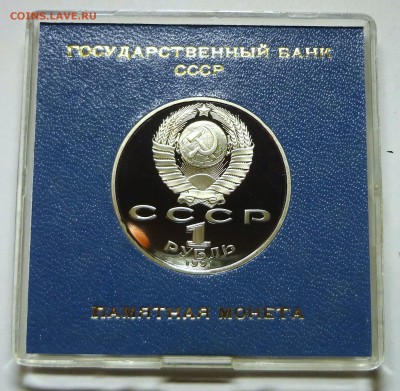 COINS.LAVE.RU
ГОСУДАРСТВЕННЫЙ БАНК
СССР
СССР
1
РУБЛЬ
ПАМЯТНАЯ МОНЕТА